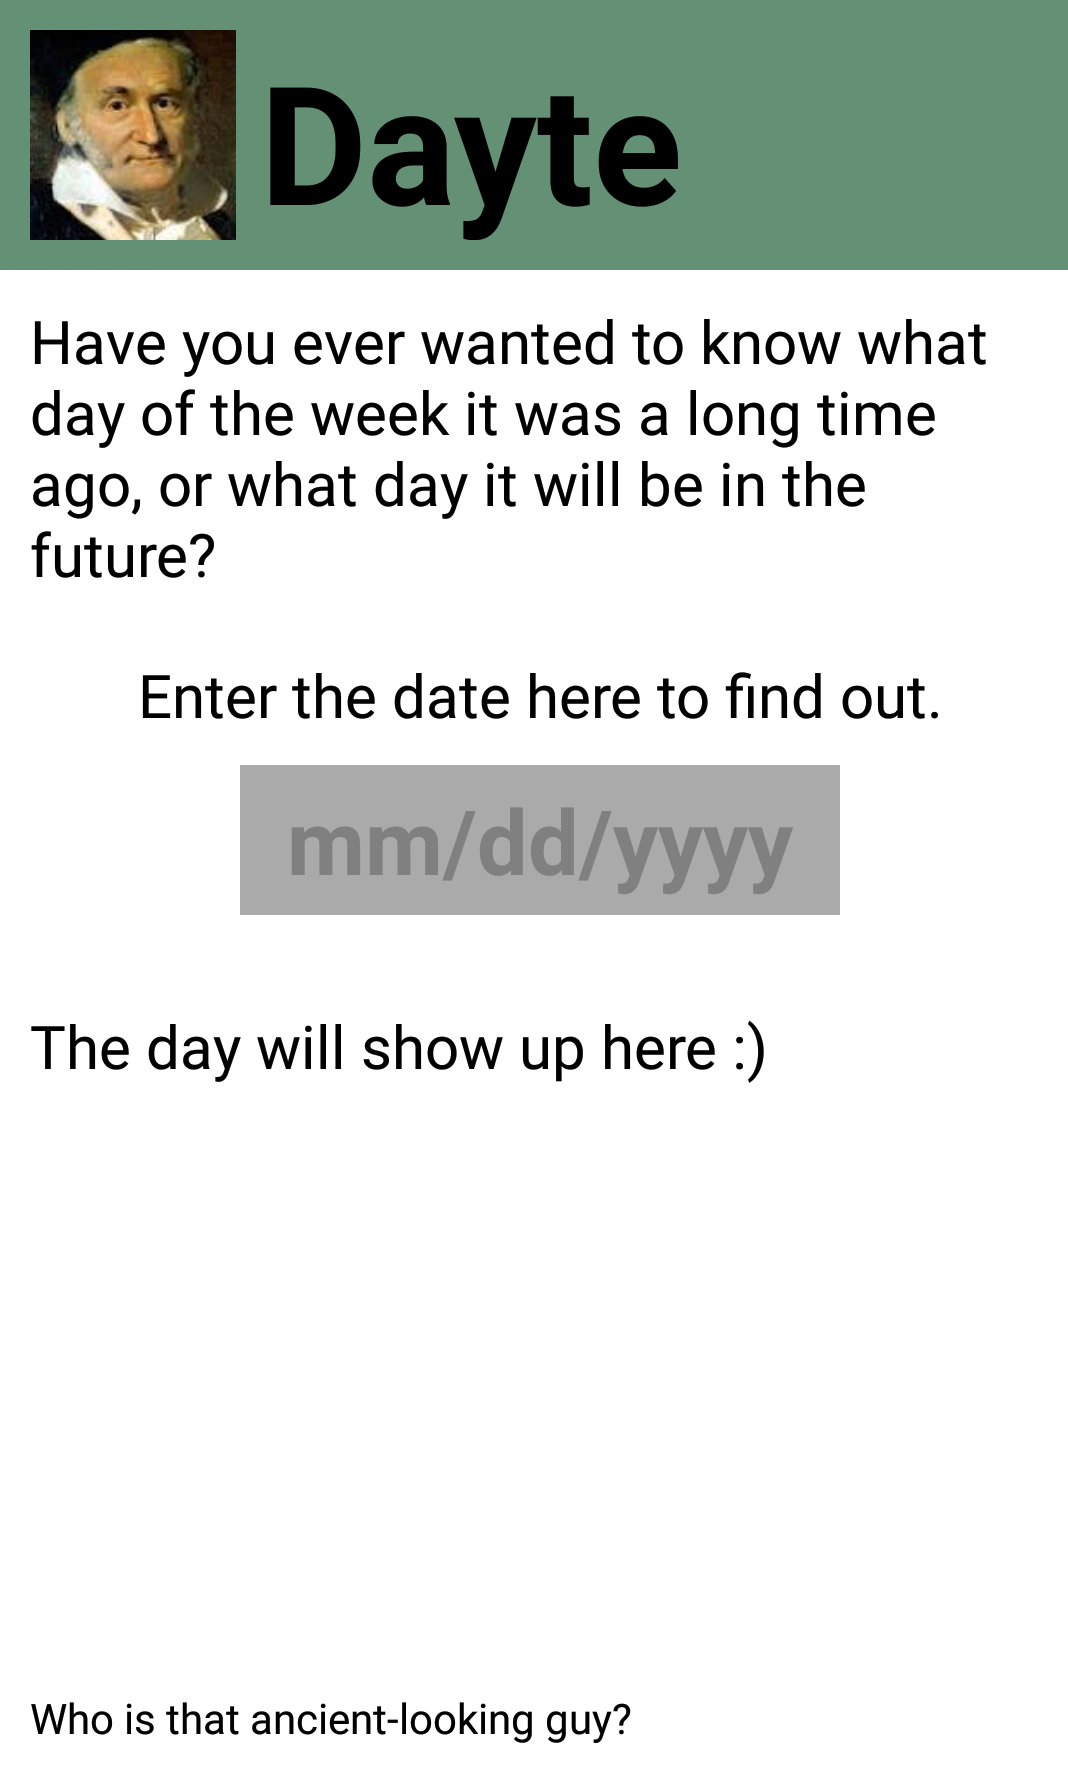 Dayte
Have you ever wanted to know what
day of the week it was a long time
ago, or what day it will be in the
future?
Enter the date here to find out.
mm/dd/yyyy
The day will show up here :)
Who is that ancient-looking guy?